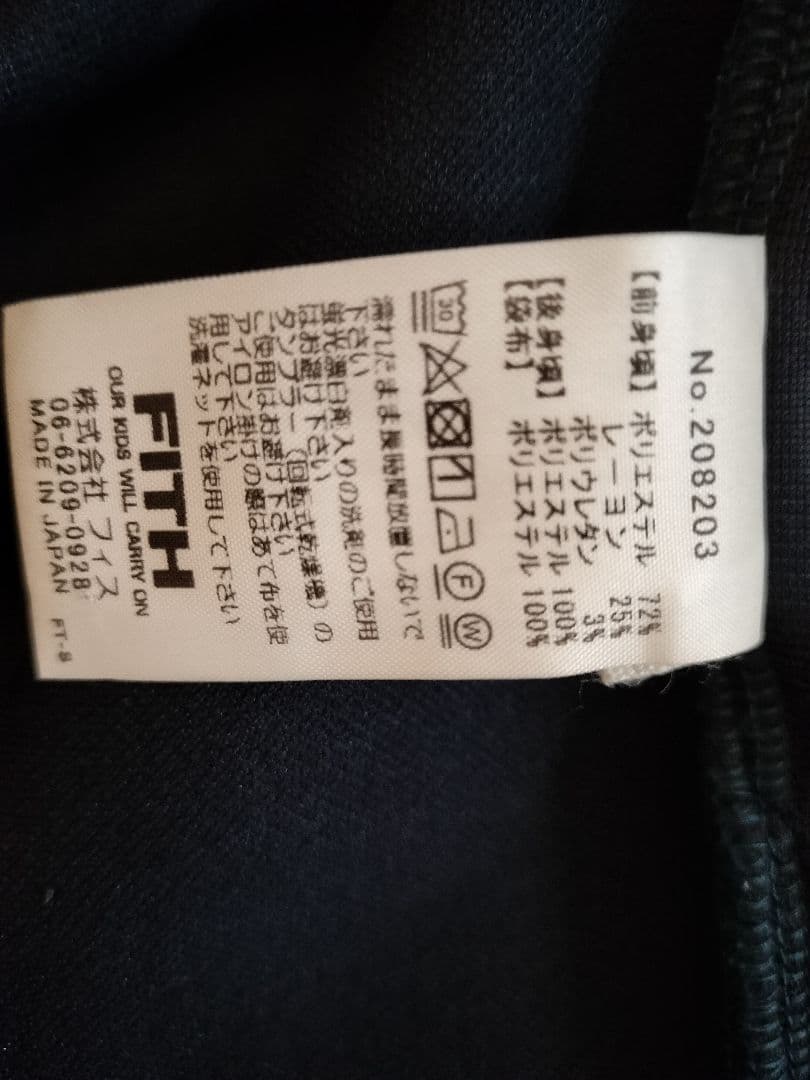 No.208203
【前身頃】 ポリエステル 72%
レーヨン 25%
ポリウレタン 3%
【後身頃】 ポリエステル 100%
【袋布】 ポリエステル 100%
30
F
W
濡れたまま長時間放置しないで
下さい
蛍光漂白剤入りの洗剤のご使用
はお避け下さい
タンブラー(回転式乾燥機)の
ご使用はお避け下さい
アイロン掛けの際はあて布を使
用して下さい
洗濯ネットを使用して下さい
FITH
OUR KIDS WILL CARRY ON
株式会社 フィス
06-6209-0928
MADE IN JAPAN FT-8